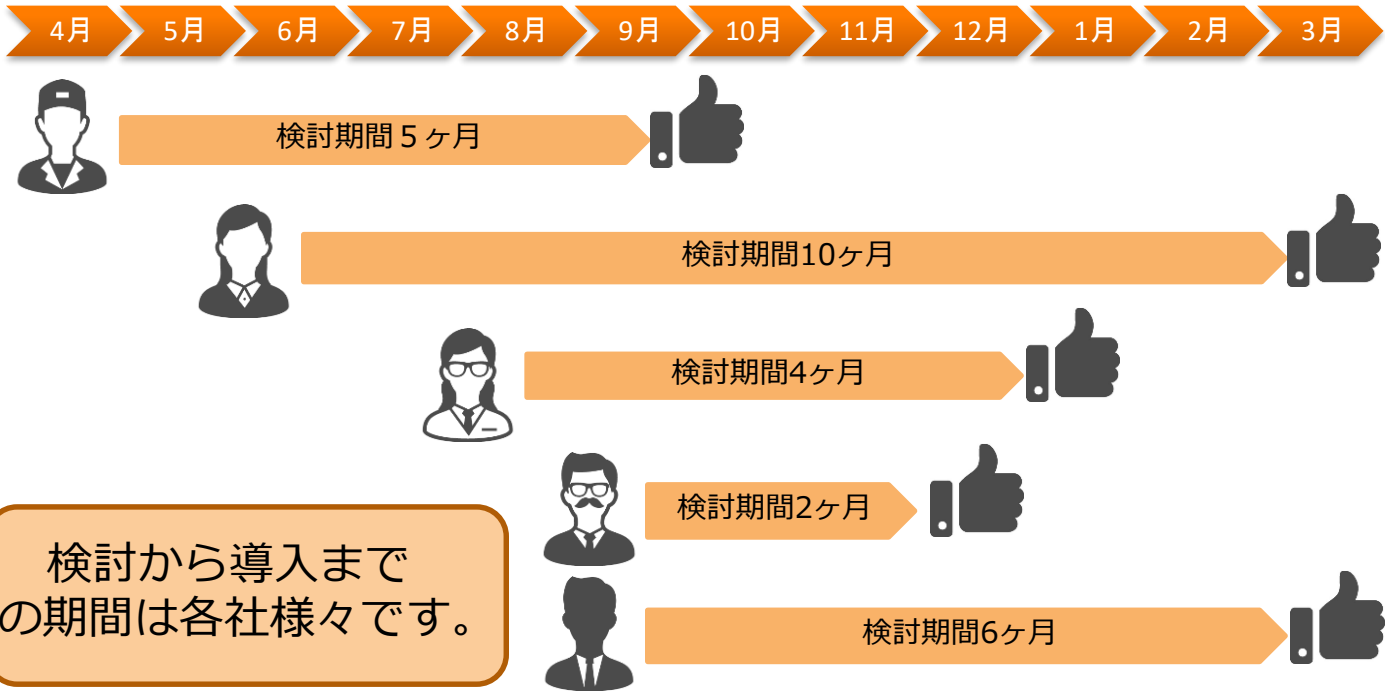 4月 5月 6月 7月 8月 9月 10月 11月 12月 1月 2月 3月
検討期間５ヶ月
検討期間10ヶ月
検討期間4ヶ月
検討期間2ヶ月
検討から導入まで
の期間は各社様々です。
検討期間6ヶ月